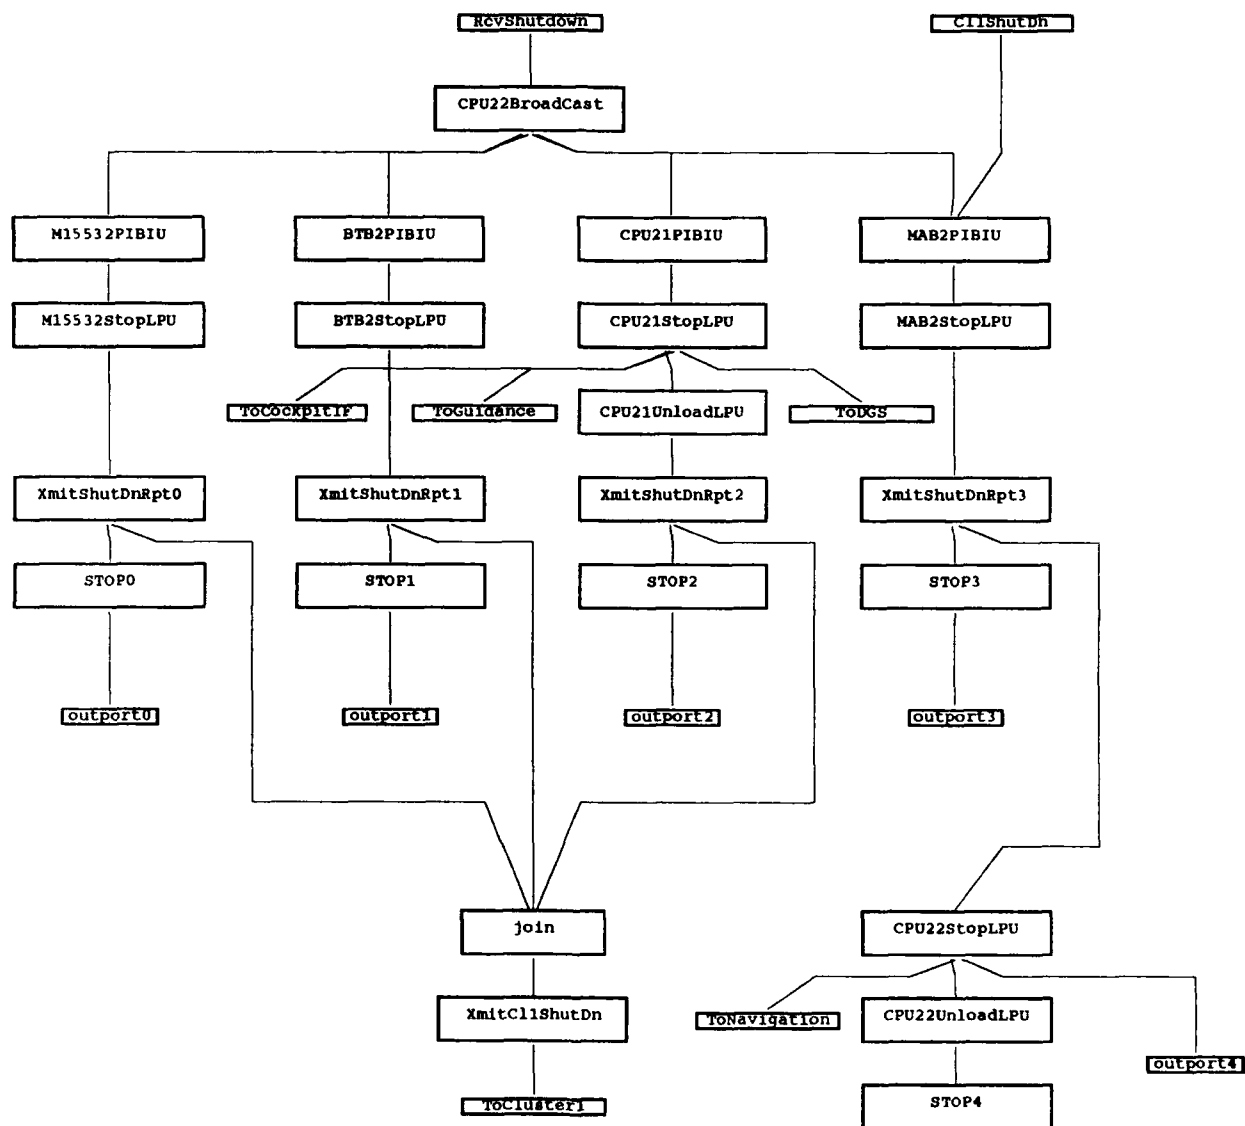 RcvShutdown
Cl1ShutDn
CPU22BroadCast
M15532PIBIU
BTB2PIBIU
CPU21PIBIU
MAB2PIBIU
M15532StopLPU
BTB2StopLPU
CPU21StopLPU
MAB2StopLPU
ToCockpitIF
ToGuidance
CPU21UnloadLPU
ToDGS
XmitShutDnRpt0
XmitShutDnRpt1
XmitShutDnRpt2
XmitShutDnRpt3
STOP0
STOP1
STOP2
STOP3
outport0
outport1
outport2
outport3
join
CPU22StopLPU
XmitCl1ShutDn
ToNavigation
CPU22UnloadLPU
outport4
ToCluster1
STOP4